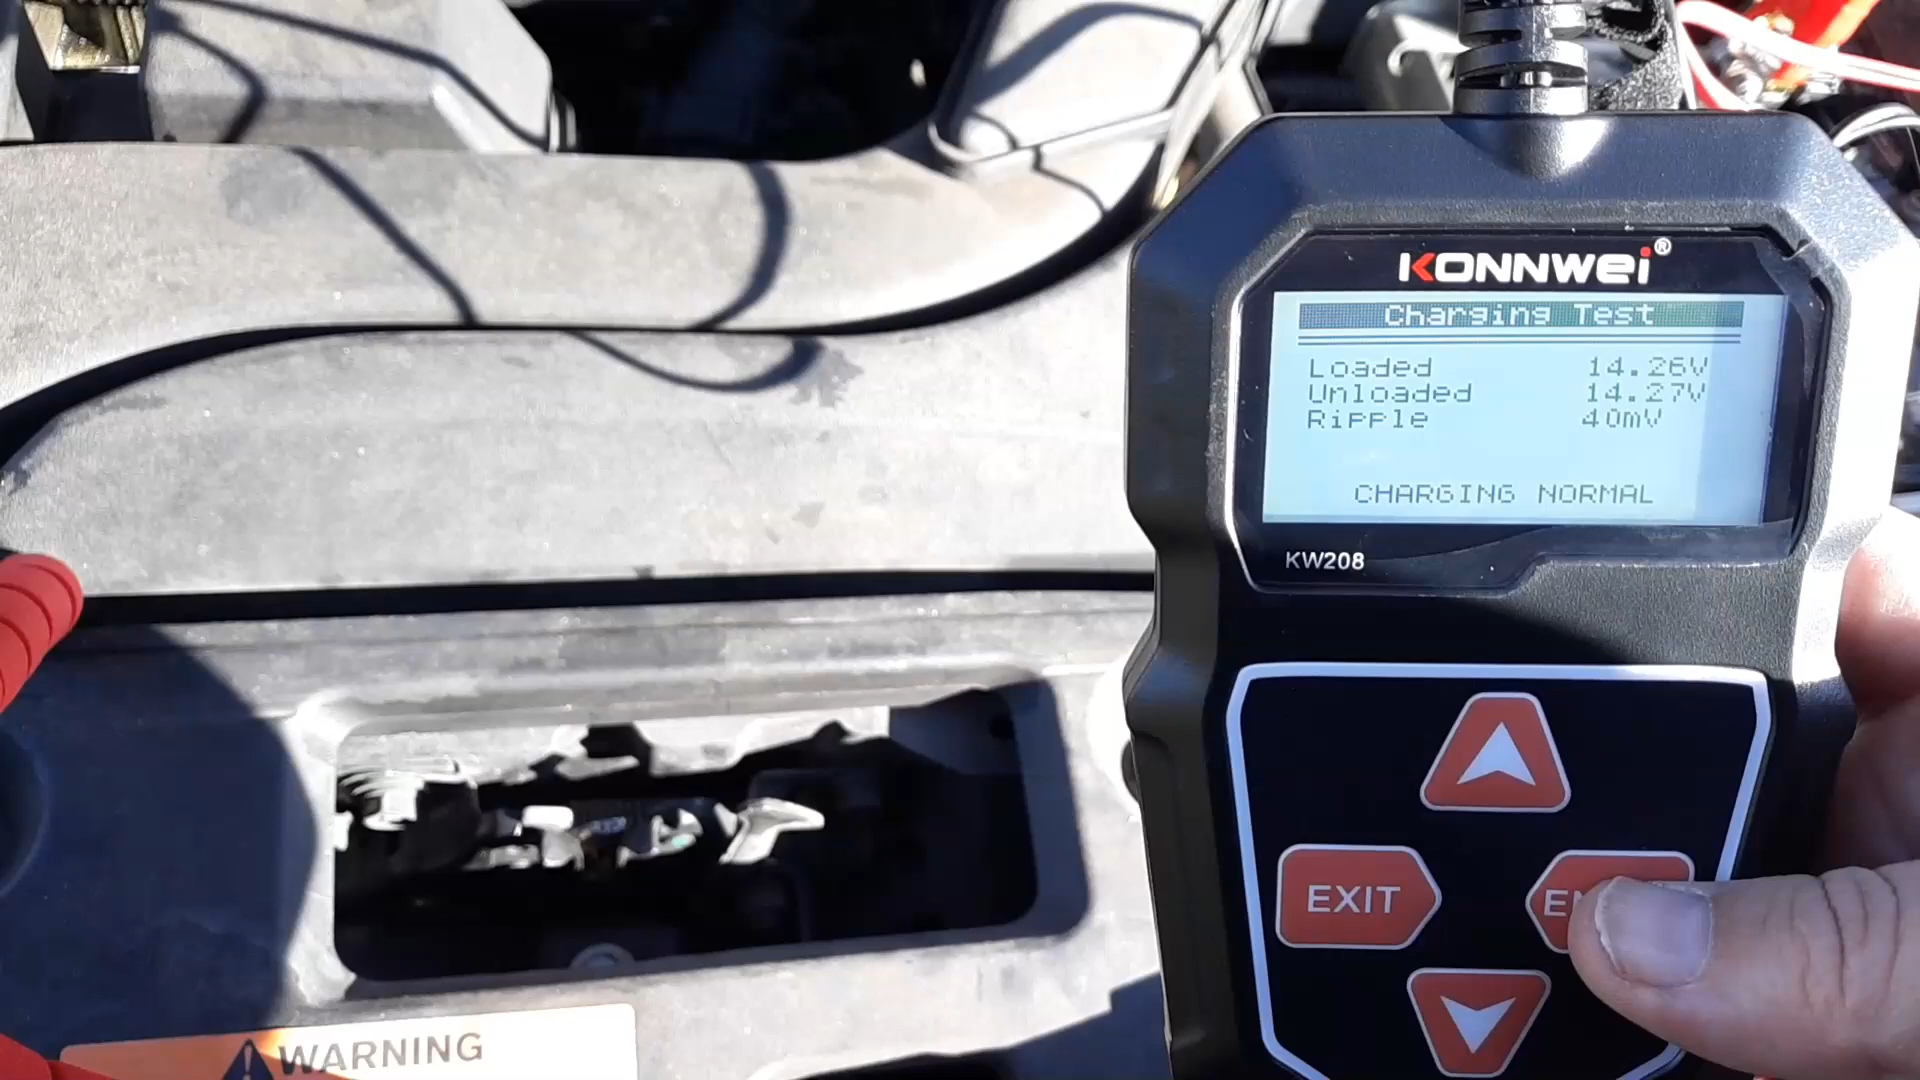 KONNWEI®
Charging Test
Loaded 14.26V
Unloaded 14.27V
Ripple 40mV
CHARGING NORMAL
KW208
EXIT
WARNING